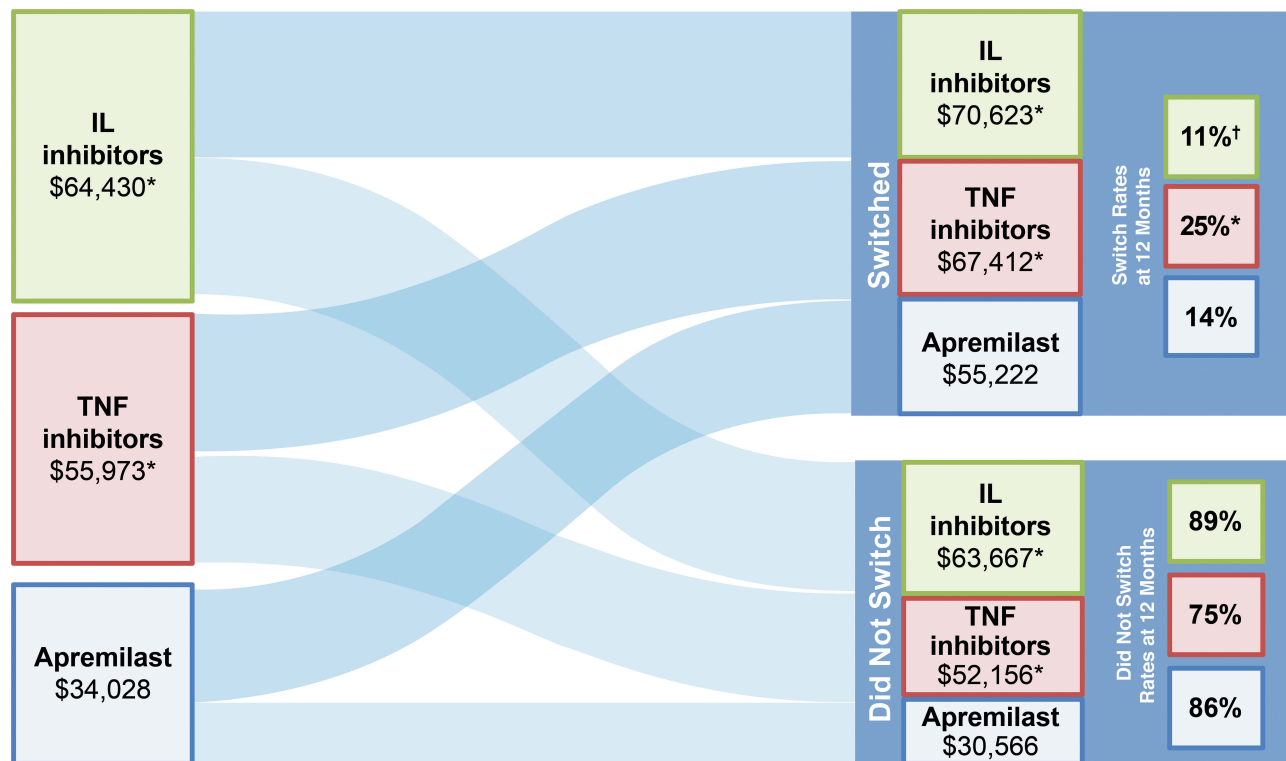 IL
inhibitors
$64,430*
TNF
inhibitors
$55,973*
Apremilast
$34,028
Switched
IL
inhibitors
$70,623*
TNF
inhibitors
$67,412*
Apremilast
$55,222
Switch Rates
at 12 Months
11%†
25%*
14%
Did Not Switch
IL
inhibitors
$63,667*
TNF
inhibitors
$52,156*
Apremilast
$30,566
Did Not Switch
Rates at 12 Months
89%
75%
86%